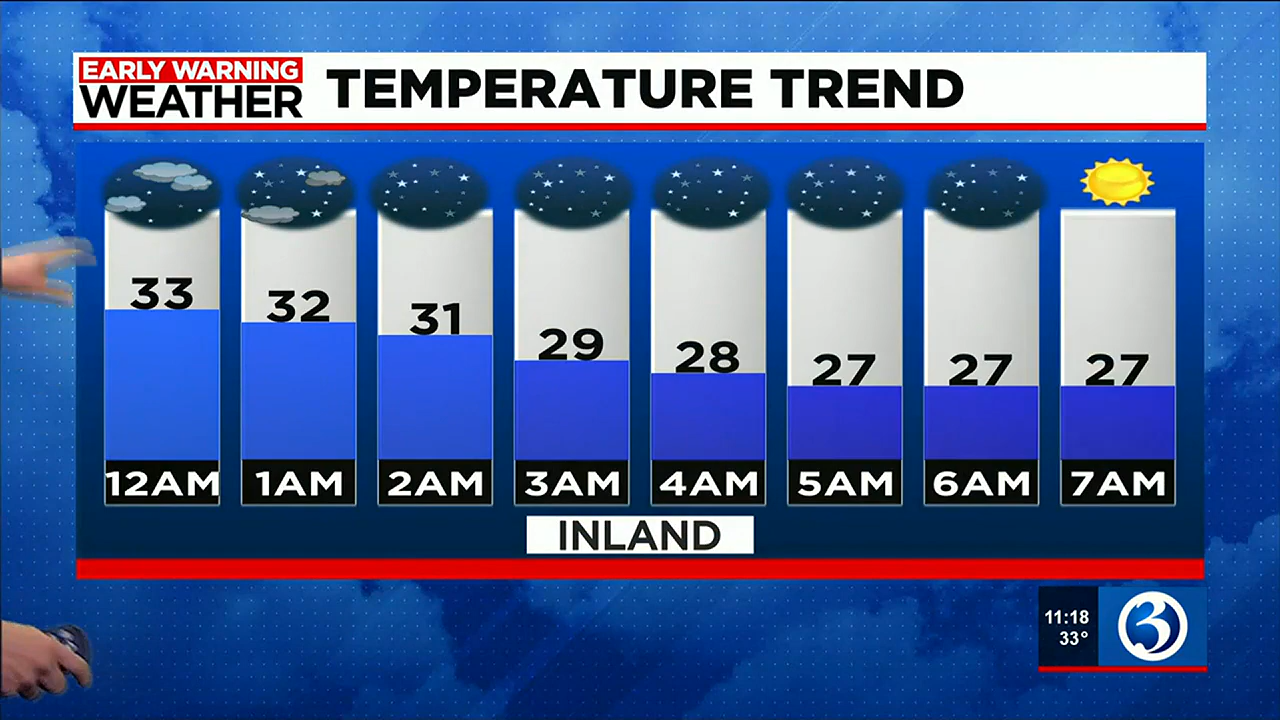 EARLY WARNING
WEATHER
TEMPERATURE TREND
33 32 31 29 28 27 27 27
12AM 1AM 2AM 3AM 4AM 5AM 6AM 7AM
INLAND
11:18
33°
3